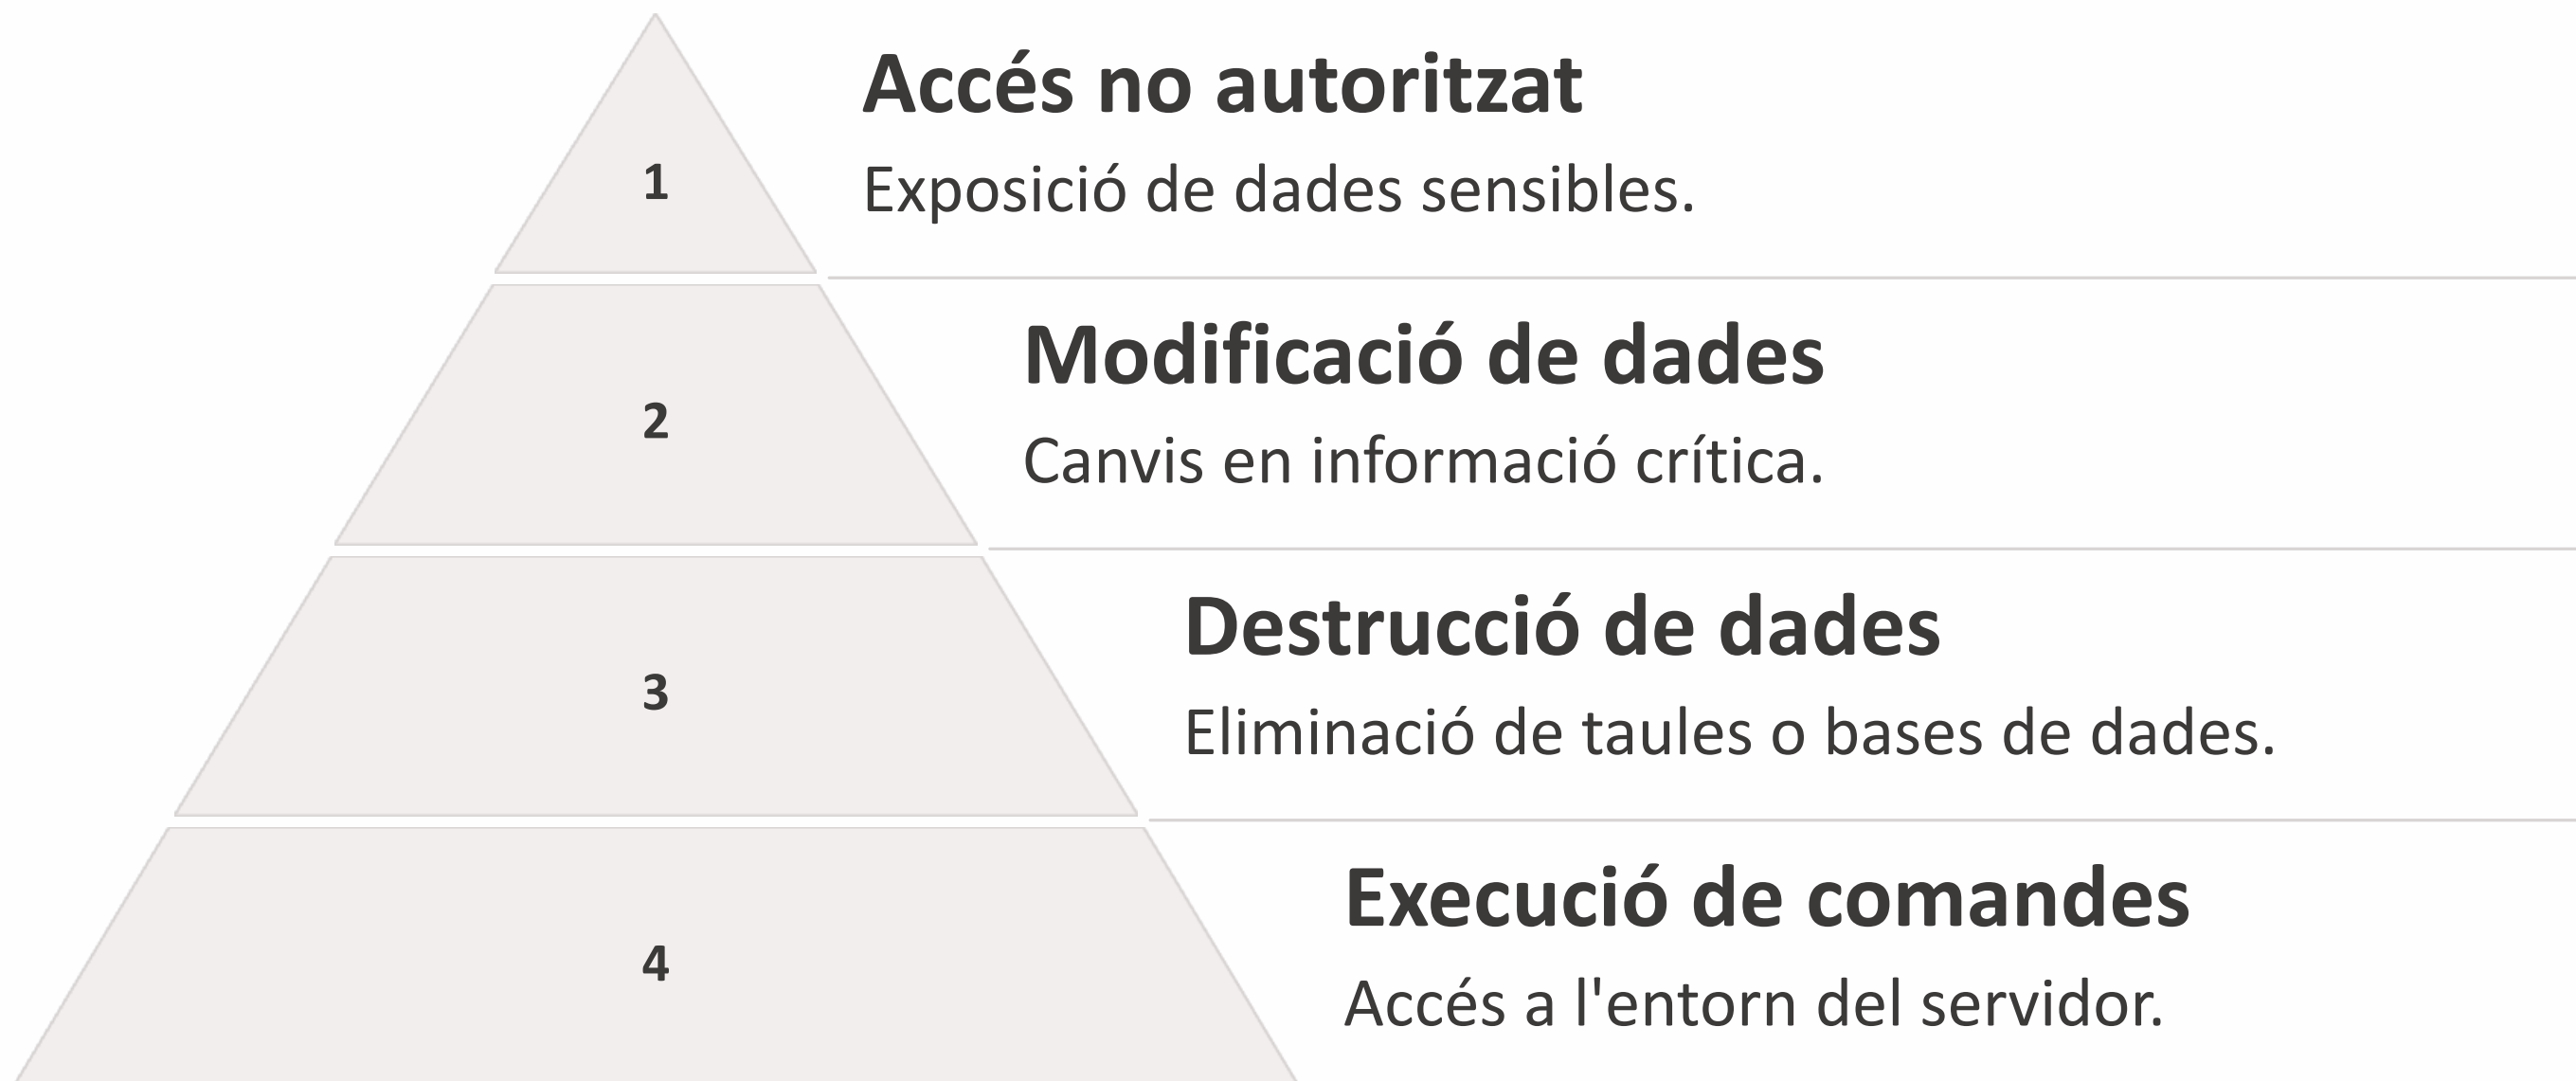 1
Accés no autoritzat
Exposició de dades sensibles.
2
Modificació de dades
Canvis en informació crítica.
3
Destrucció de dades
Eliminació de taules o bases de dades.
4
Execució de comandes
Accés a l'entorn del servidor.